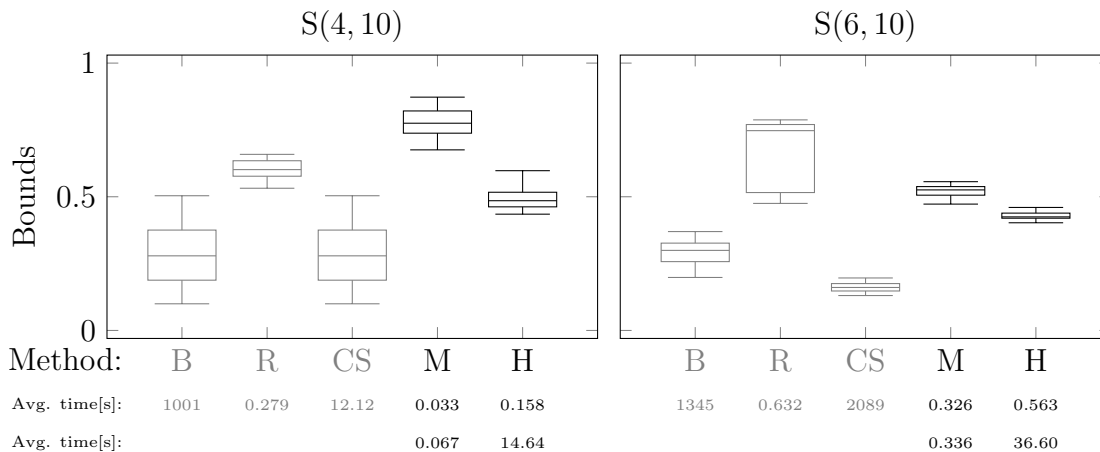 S(4, 10) S(6, 10)
1
0.5
0
Bounds
Method: B R CS M H B R CS M H
Avg. time[s]: 1001 0.279 12.12 0.033 0.158 1345 0.632 2089 0.326 0.563
Avg. time[s]: 0.067 14.64 0.336 36.60